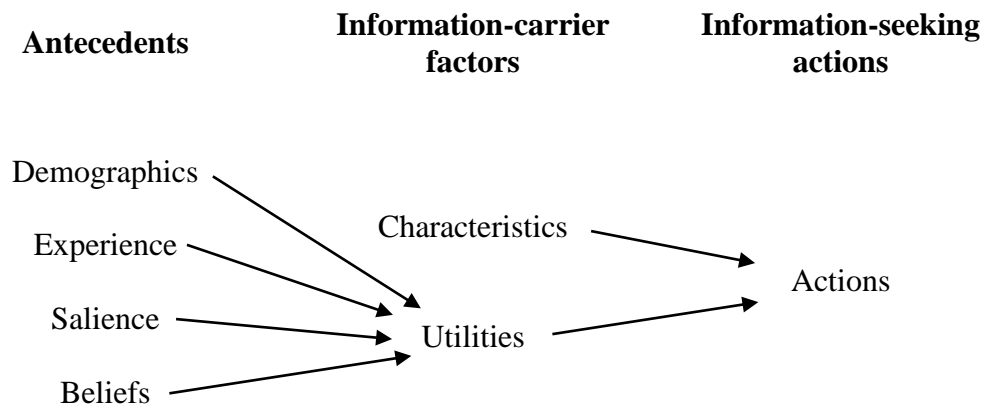 Antecedents
Information-carrier
factors
Information-seeking
actions
Demographics
Experience
Salience
Beliefs
Characteristics
Utilities
Actions